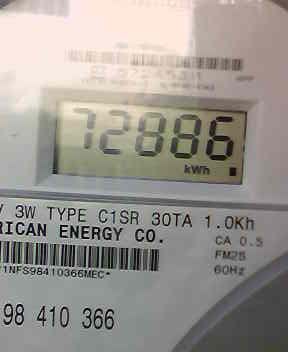 72886
kWh
V 3W TYPE C1SR 30TA 1.0Kh
RICAN ENERGY CO.
CA 0.5
FM2S
60Hz
1NFS98410366MEC*
98 410 366